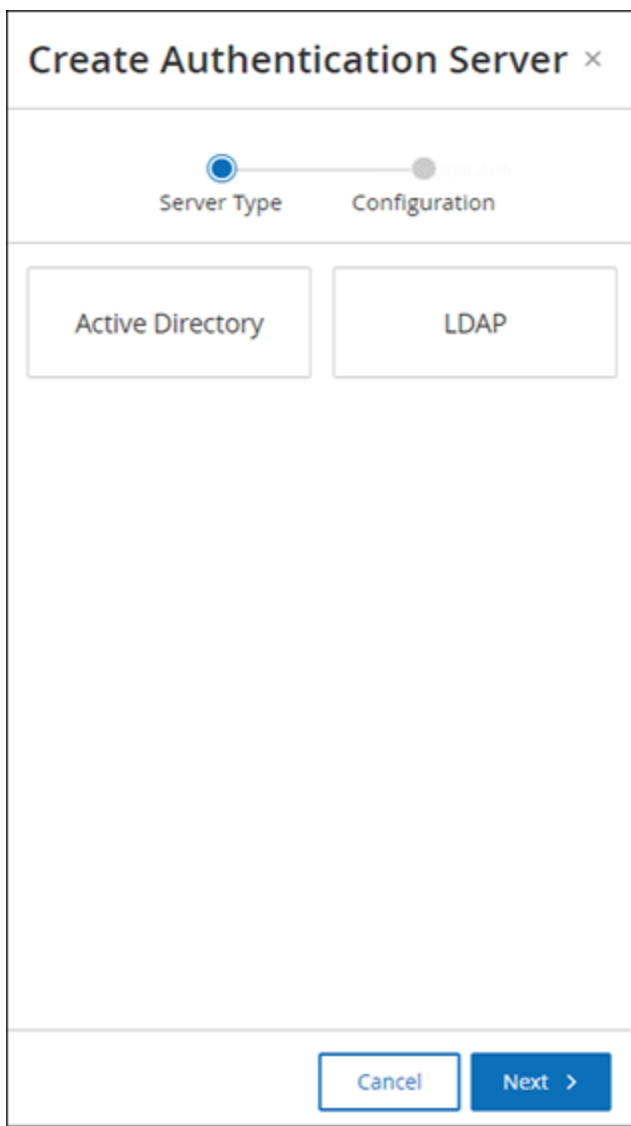 Create Authentication Server ×
Server Type Configuration
Active Directory LDAP
Cancel Next >